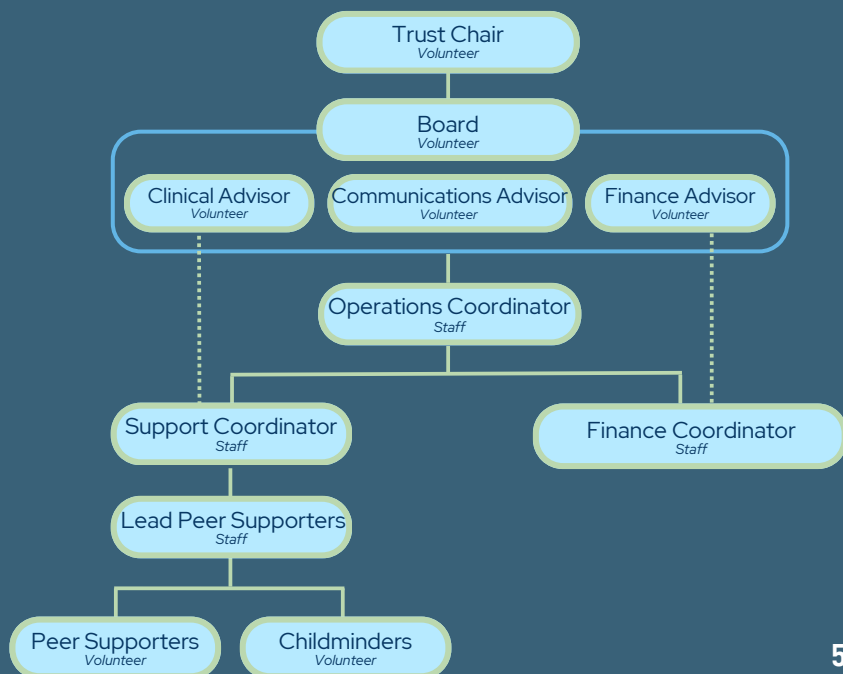 Trust Chair
Volunteer
Board
Volunteer
Clinical Advisor
Volunteer
Communications Advisor
Volunteer
Finance Advisor
Volunteer
Operations Coordinator
Staff
Support Coordinator
Staff
Finance Coordinator
Staff
Lead Peer Supporters
Staff
Peer Supporters
Volunteer
Childminders
Volunteer
5